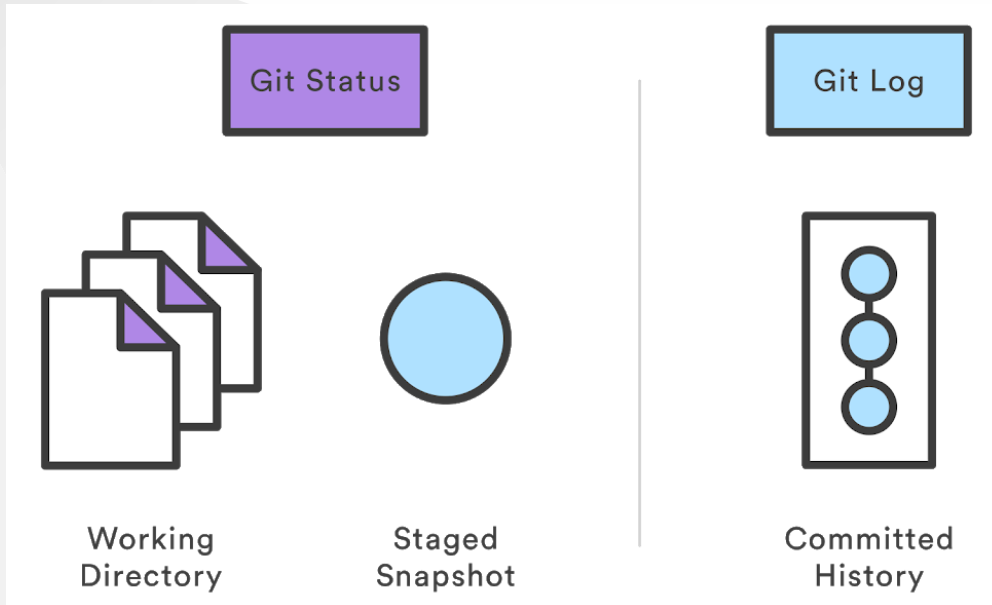 Git Status
Git Log
Working
Directory
Staged
Snapshot
Committed
History